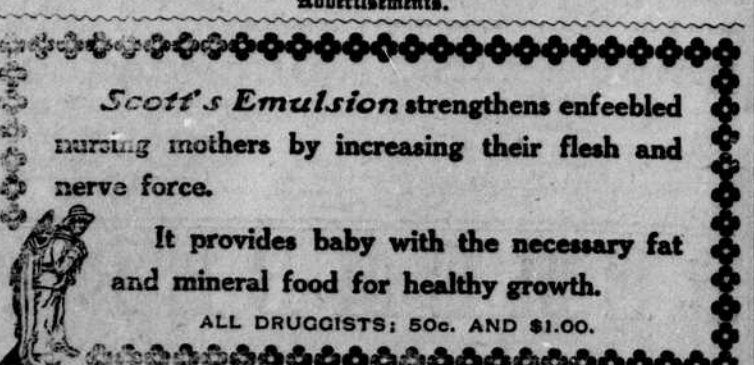 Advertisements.
Scott's Emulsion strengthens enfeebled
nursing mothers by increasing their flesh and
nerve force.
It provides baby with the necessary fat
and mineral food for healthy growth.
ALL DRUGGISTS; 50c. AND $1.00.